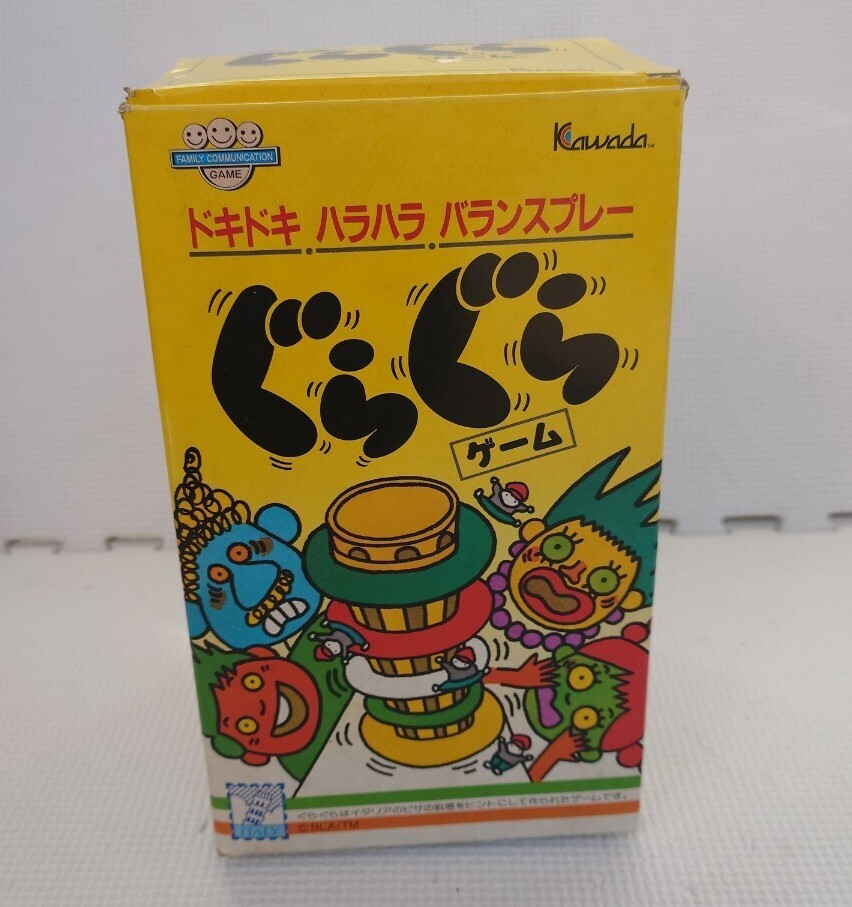 FAMILY COMMUNICATION
GAME
Kawada™
ドキドキ ハラハラ バランスプレー
ぐらぐら
ゲーム
ぐらぐらはイタリアのピサの斜塔をヒントにして作られたゲームです。
ITALY
©BLA/TM